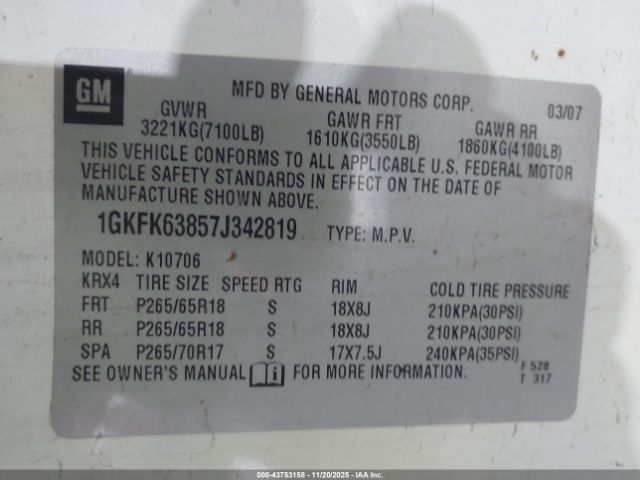 GM
MFD BY GENERAL MOTORS CORP. 03/07
GVWR GAWR FRT GAWR RR
3221KG(7100LB) 1610KG(3550LB) 1860KG(4100LB)
THIS VEHICLE CONFORMS TO ALL APPLICABLE U.S. FEDERAL MOTOR
VEHICLE SAFETY STANDARDS IN EFFECT ON THE DATE OF
MANUFACTURE SHOWN ABOVE.
1GKFK63857J342819 TYPE: M.P.V.
MODEL: K10706
KRX4 TIRE SIZE SPEED RTG RIM COLD TIRE PRESSURE
FRT P265/65R18 S 18X8J 210KPA(30PSI)
RR P265/65R18 S 18X8J 210KPA(30PSI)
SPA P265/70R17 S 17X7.5J 240KPA(35PSI)
SEE OWNER'S MANUAL i FOR MORE INFORMATION.
F 528
T 317
000-43753158 - 11/20/2025 - IAA, Inc.